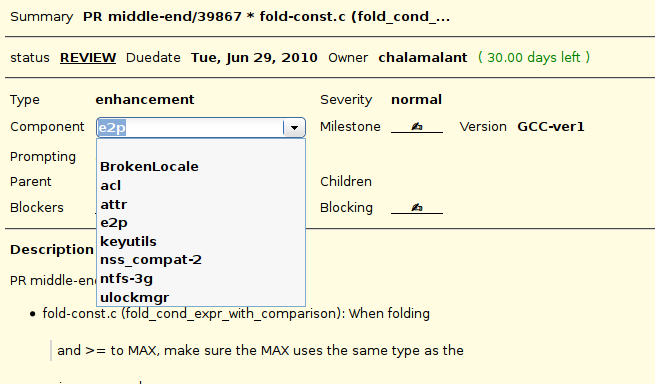 Summary PR middle-end/39867 * fold-const.c (fold_cond_...
status REVIEW Duedate Tue, Jun 29, 2010 Owner chalamalant ( 30.00 days left )
Type enhancement Severity normal
Component e2p Milestone Version GCC-ver1
Prompting
BrokenLocale
Parent acl Children
attr
Blockers Blocking
e2p
keyutils
Description
nss_compat-2
PR middle-en
ntfs-3g
ulockmgr
fold-const.c (fold_cond_expr_with_comparison): When folding
and >= to MAX, make sure the MAX uses the same type as the